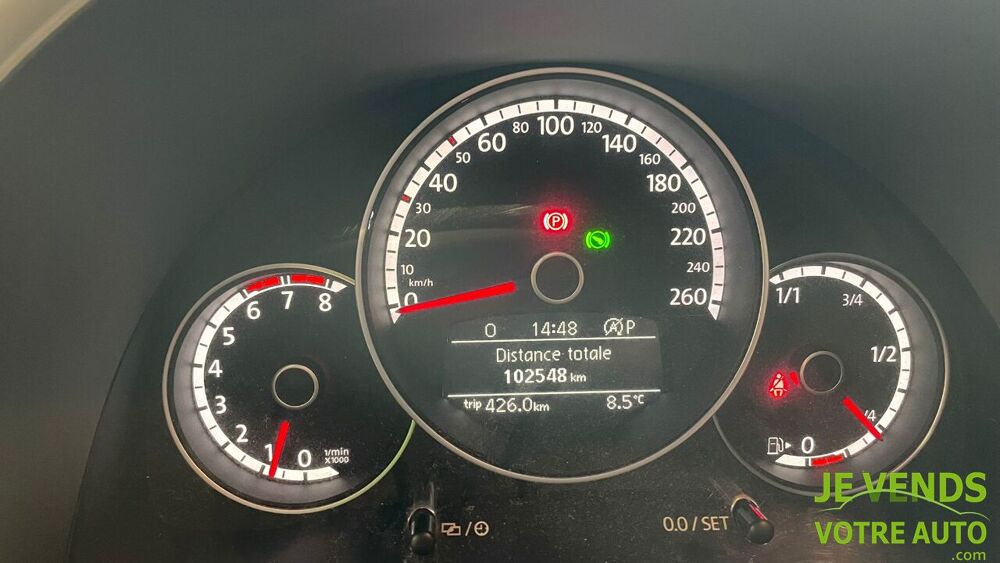 0 10 20 30 40 50 60 80 100 120 140 160 180 200 220 240 260
km/h
P
O 14:48 A P
Distance totale
102548 km
trip 426.0 km 8.5°C
0 1 2 3 4 5 6 7 8
1/min
x1000
1/1 3/4 1/2 /4 0
/
0.0 / SET
JE VENDS
VOTRE AUTO
.com